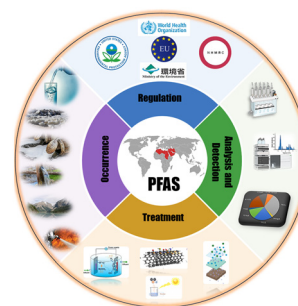 World Health
Organization
EU
環境省
Ministry of the Environment
Regulation
Occurrence
Analysis and
Detection
PFAS
Treatment